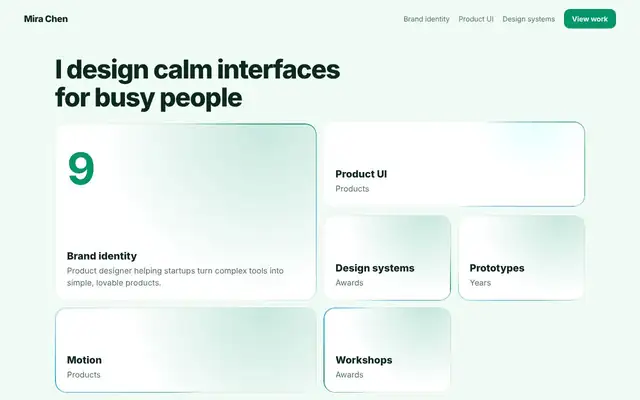 Mira Chen
Brand identity
Product UI
Design systems
View work
I design calm interfaces
for busy people
9
Brand identity
Product designer helping startups turn complex tools into
simple, lovable products.
Product UI
Products
Design systems
Awards
Prototypes
Years
Motion
Products
Workshops
Awards